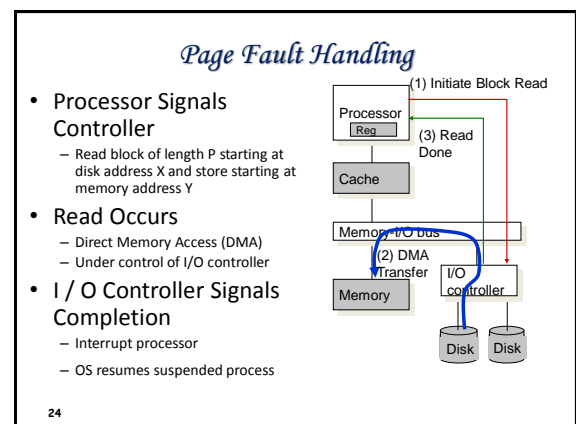 Page Fault Handling
• Processor Signals
Controller
– Read block of length P starting at
disk address X and store starting at
memory address Y
• Read Occurs
– Direct Memory Access (DMA)
– Under control of I/O controller
• I / O Controller Signals
Completion
– Interrupt processor
– OS resumes suspended process
(1) Initiate Block Read
Processor
Reg
(3) Read
Done
Cache
Memory-I/O bus
(2) DMA
Transfer
Memory
I/O
controller
Disk
Disk
24